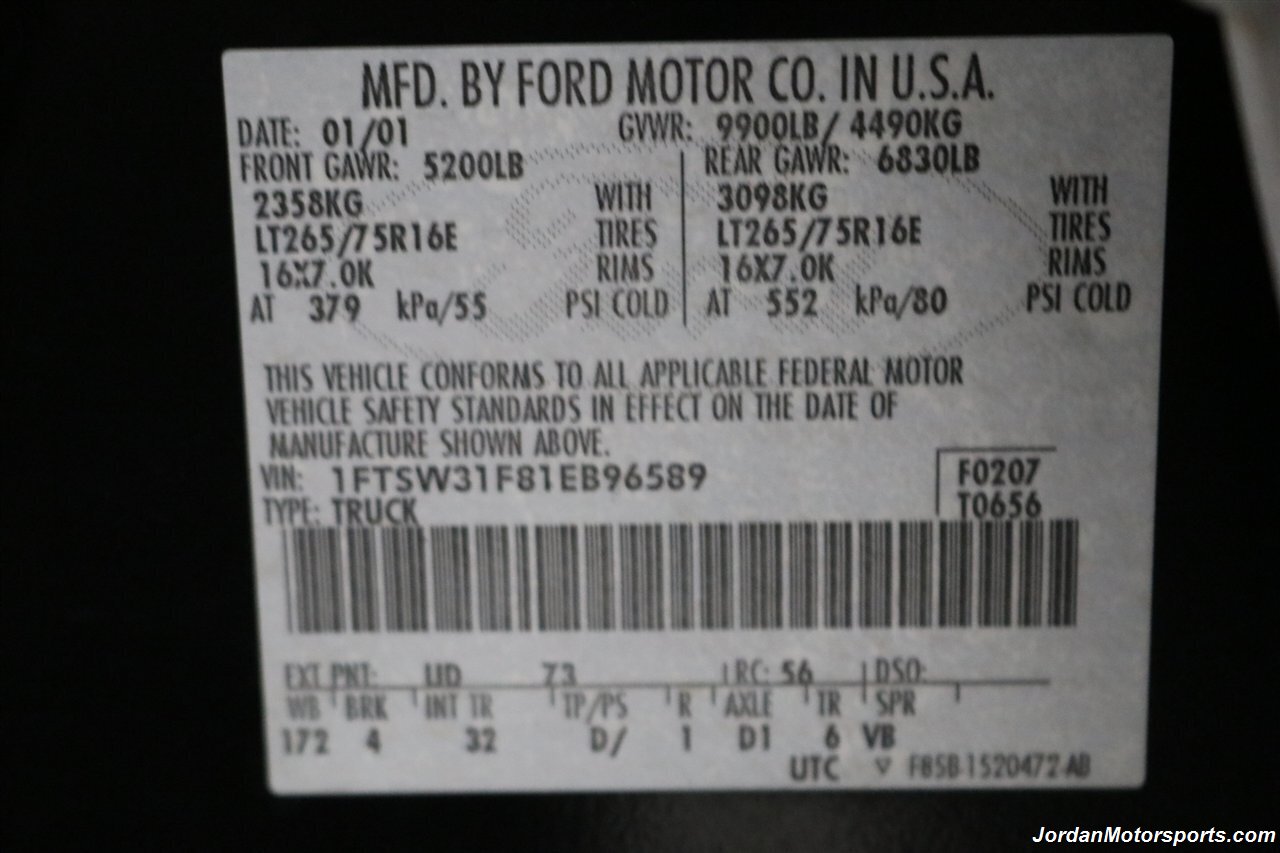 MFD. BY FORD MOTOR CO. IN U.S.A.
DATE: 01/01 GVWR: 9900LB/ 4490KG
FRONT GAWR: 5200LB REAR GAWR: 6830LB
2358KG WITH 3098KG WITH
LT265/75R16E TIRES LT265/75R16E TIRES
16X7.0K RIMS 16X7.0K RIMS
AT 379 kPa/55 PSI COLD AT 552 kPa/80 PSI COLD
THIS VEHICLE CONFORMS TO ALL APPLICABLE FEDERAL MOTOR
VEHICLE SAFETY STANDARDS IN EFFECT ON THE DATE OF
MANUFACTURE SHOWN ABOVE.
VIN: 1FTSW31F81EB96589 F0207
TYPE: TRUCK T0656
EXT PNT: UD 73 RC: 56 DSO:
WB BRK INT TR TP/PS R AXLE TR SPR
172 4 32 D/ 1 D1 6 VB
UTC ▽ F85B-1520472-AB
JordanMotorsports.com